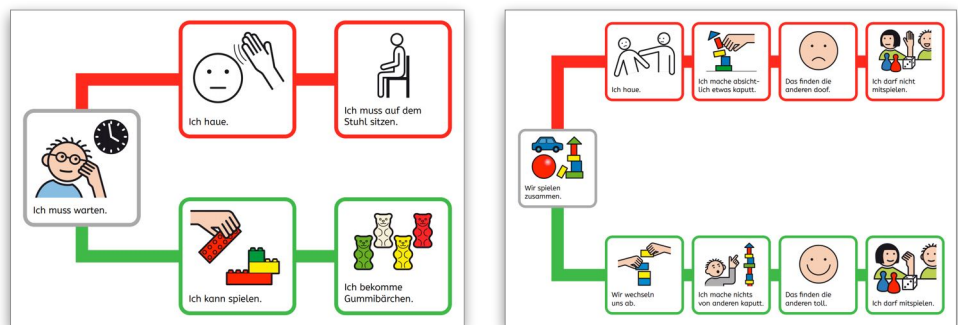 Ich haue.
Ich muss auf dem
Stuhl sitzen.
Ich muss warten.
Ich kann spielen.
Ich bekomme
Gummibärchen.
Ich haue.
Ich mache absicht-
lich etwas kaputt.
Das finden die
anderen doof.
Ich darf nicht
mitspielen.
Wir spielen
zusammen.
Wir wechseln
uns ab.
Ich mache nichts
von anderen kaputt.
Das finden die
anderen toll.
Ich darf mitspielen.